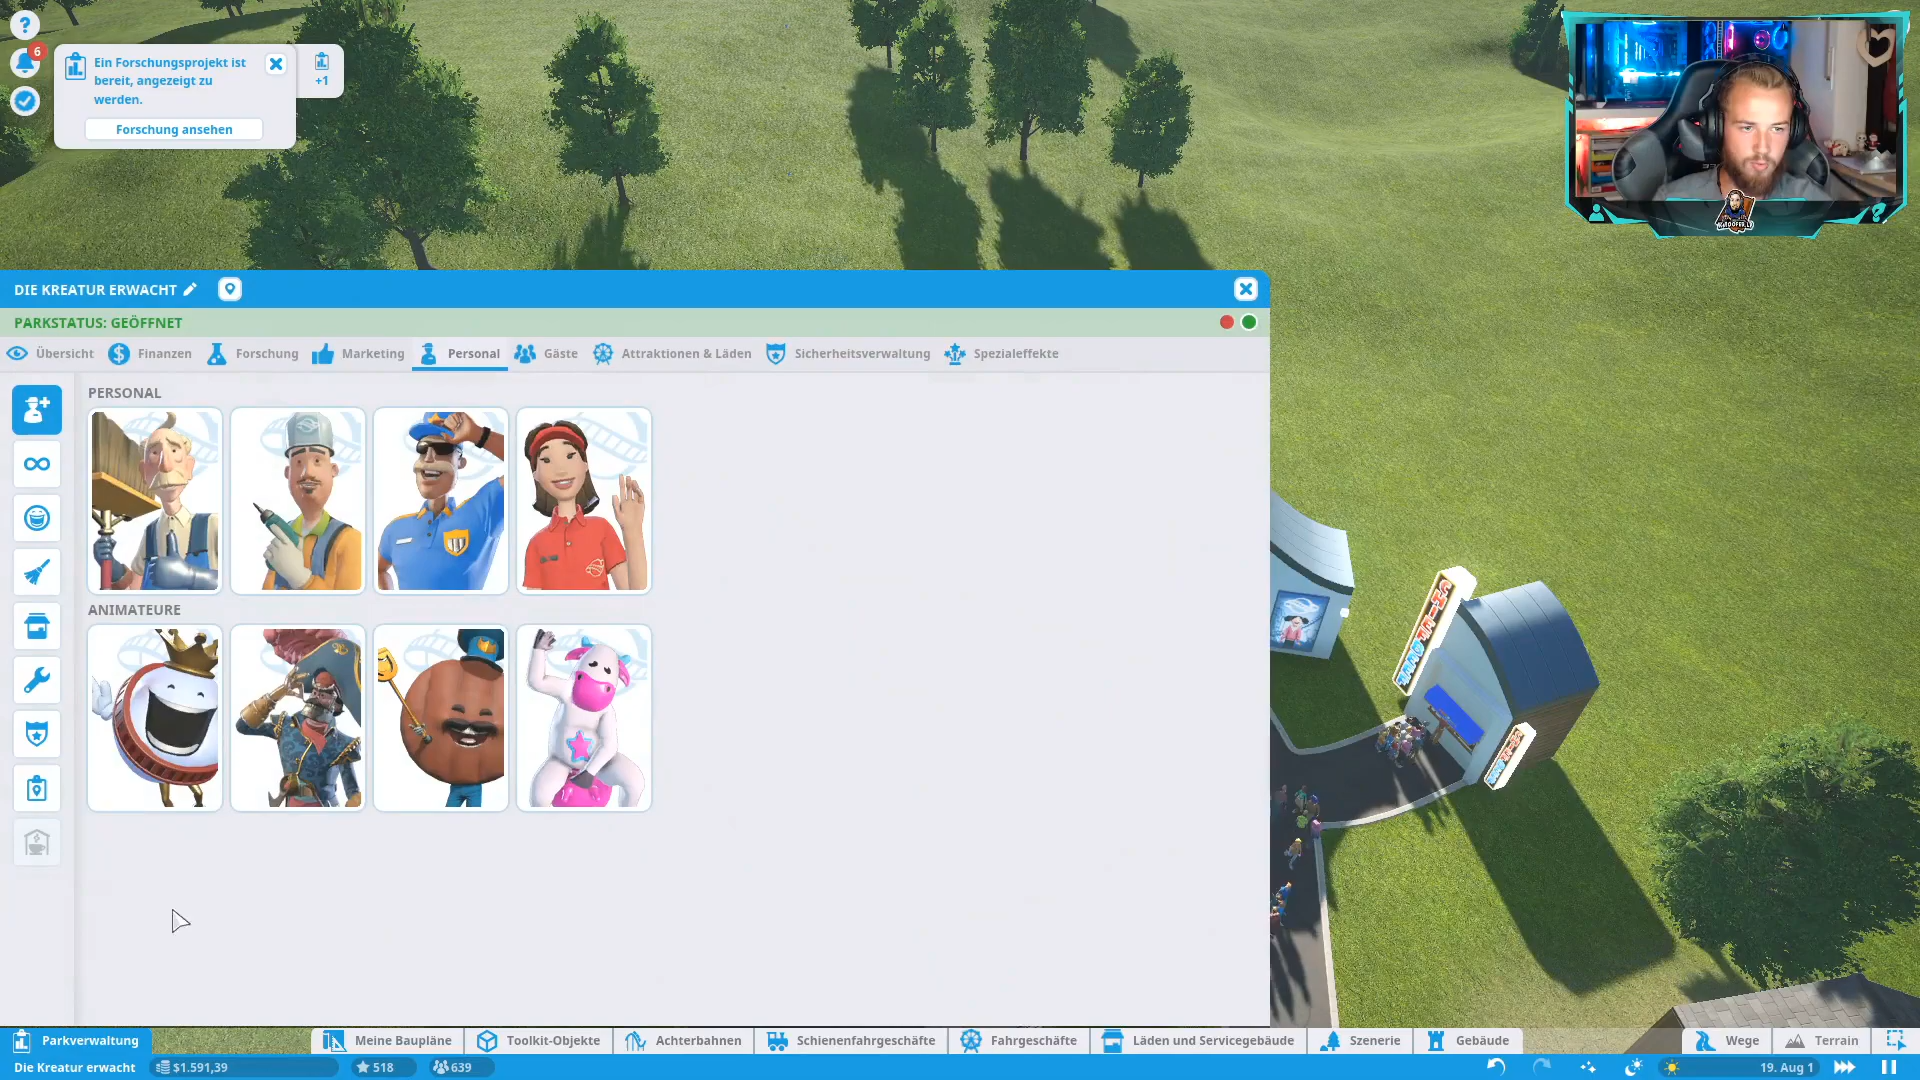 ?
6
Ein Forschungsprojekt ist
bereit, angezeigt zu
werden.
+1
Forschung ansehen
DIE KREATUR ERWACHT
PARKSTATUS: GEÖFFNET
Übersicht
Finanzen
Forschung
Marketing
Personal
Gäste
Attraktionen & Läden
Sicherheitsverwaltung
Spezialeffekte
PERSONAL
ANIMATEURE
Parkverwaltung
Meine Baupläne
Toolkit-Objekte
Achterbahnen
Schienenfahrgeschäfte
Fahrgeschäfte
Läden und Servicegebäude
Szenerie
Gebäude
Wege
Terrain
Die Kreatur erwacht
$1.591,39
518
639
19. Aug 1